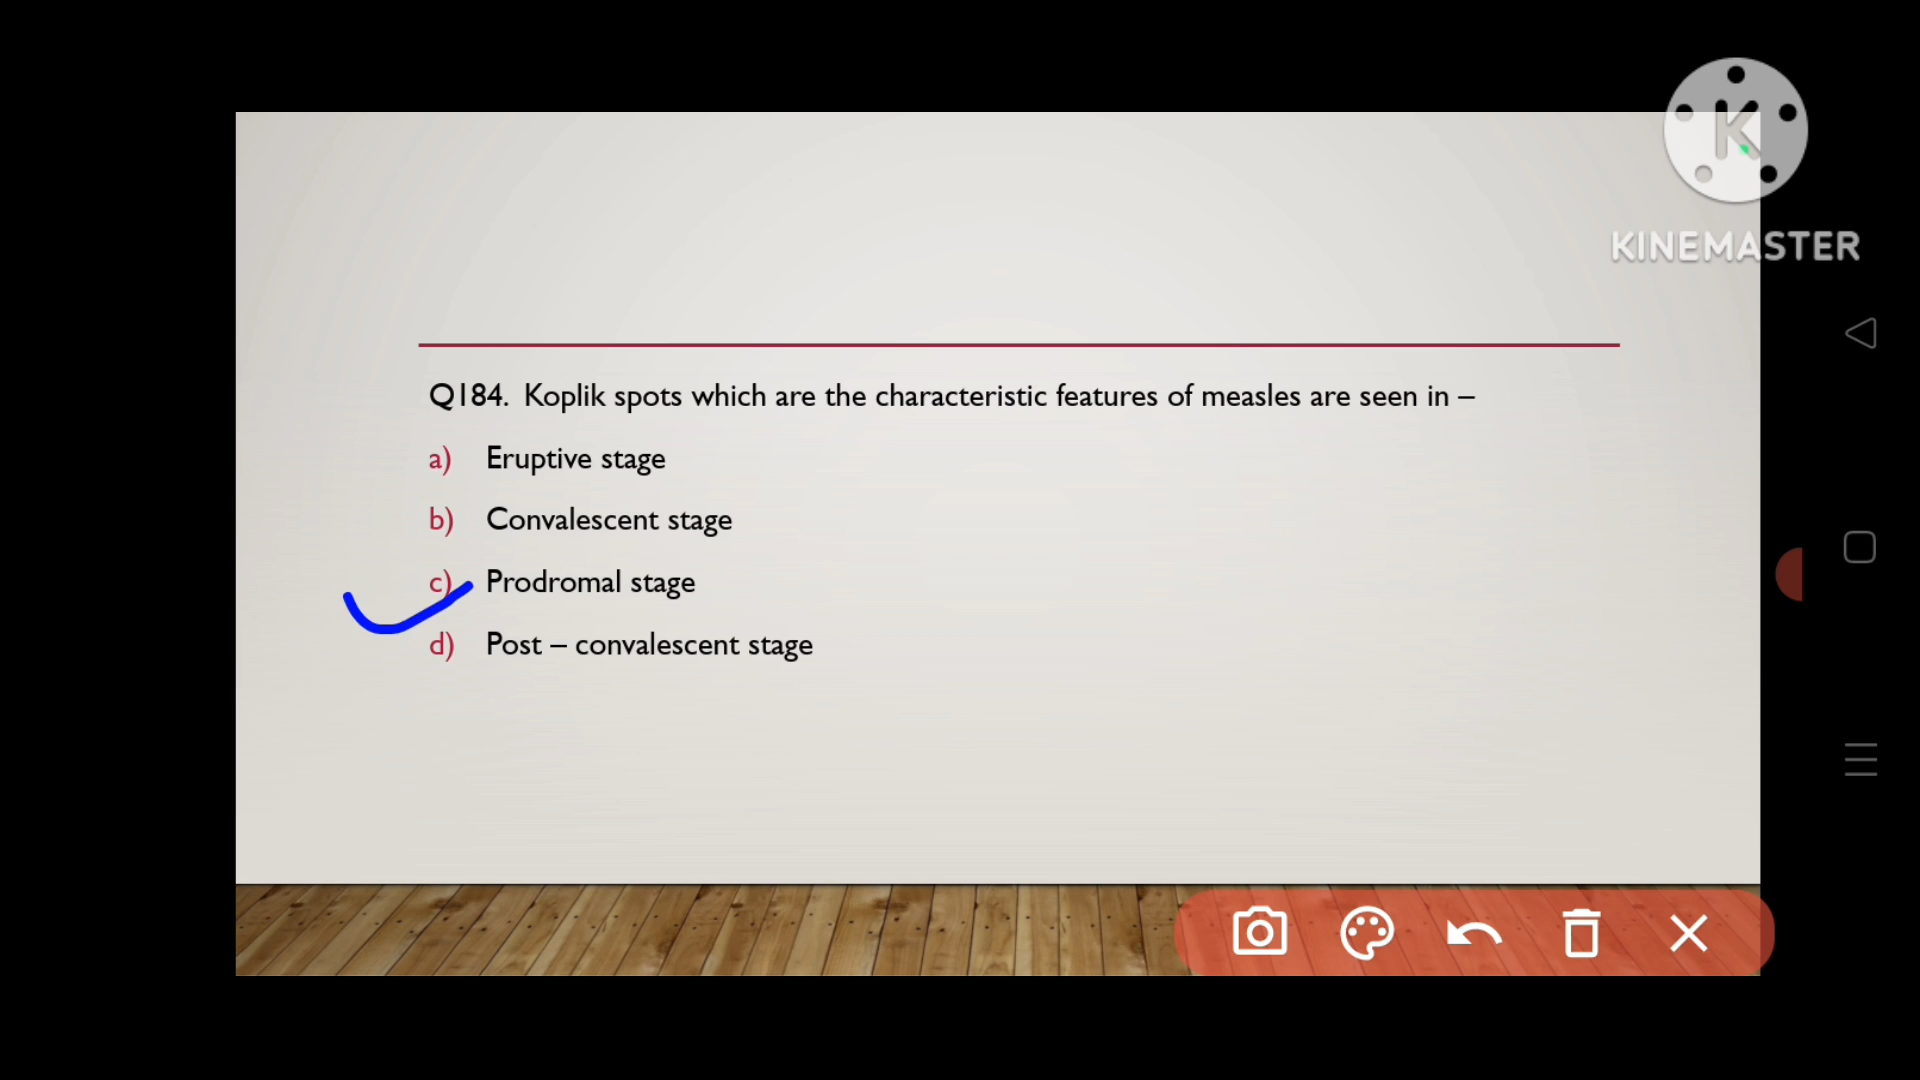 K
KINEMASTER
Q184. Koplik spots which are the characteristic features of measles are seen in –
a) Eruptive stage
b) Convalescent stage
c) Prodromal stage
d) Post – convalescent stage